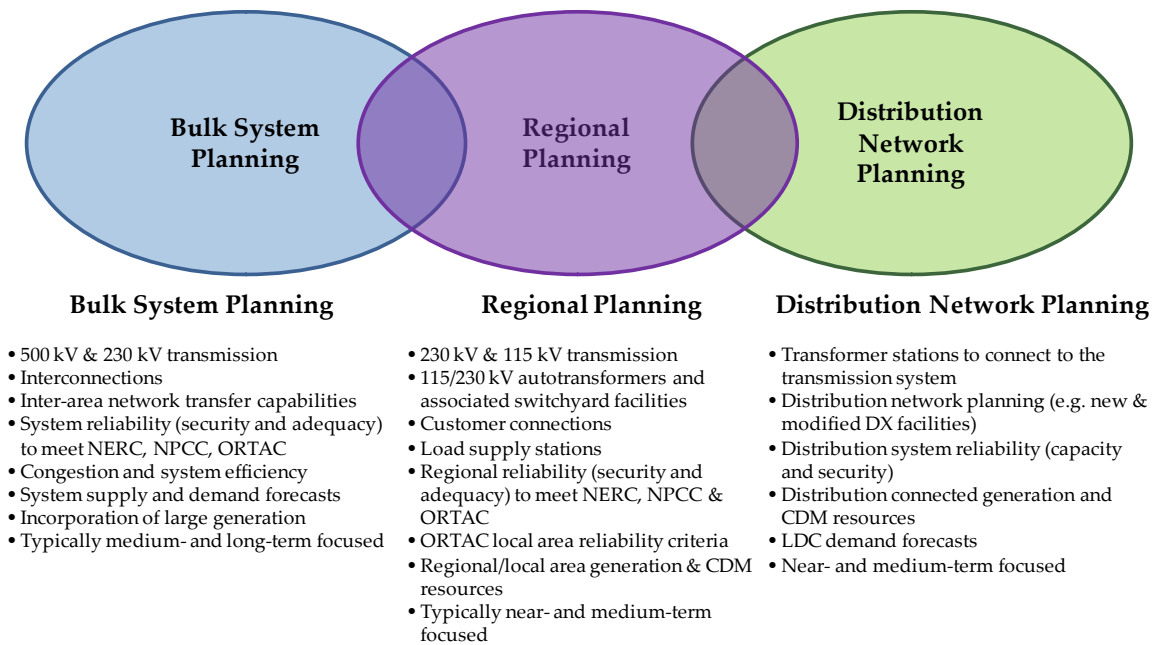 Bulk System
Planning
Regional
Planning
Distribution
Network
Planning
Bulk System Planning
• 500 kV & 230 kV transmission
• Interconnections
• Inter-area network transfer capabilities
• System reliability (security and adequacy)
to meet NERC, NPCC, ORTAC
• Congestion and system efficiency
• System supply and demand forecasts
• Incorporation of large generation
• Typically medium- and long-term focused
Regional Planning
• 230 kV & 115 kV transmission
• 115/230 kV autotransformers and
associated switchyard facilities
• Customer connections
• Load supply stations
• Regional reliability (security and
adequacy) to meet NERC, NPCC &
ORTAC
• ORTAC local area reliability criteria
• Regional/local area generation & CDM
resources
• Typically near- and medium-term
focused
Distribution Network Planning
• Transformer stations to connect to the
transmission system
• Distribution network planning (e.g. new &
modified DX facilities)
• Distribution system reliability (capacity
and security)
• Distribution connected generation and
CDM resources
• LDC demand forecasts
• Near- and medium-term focused